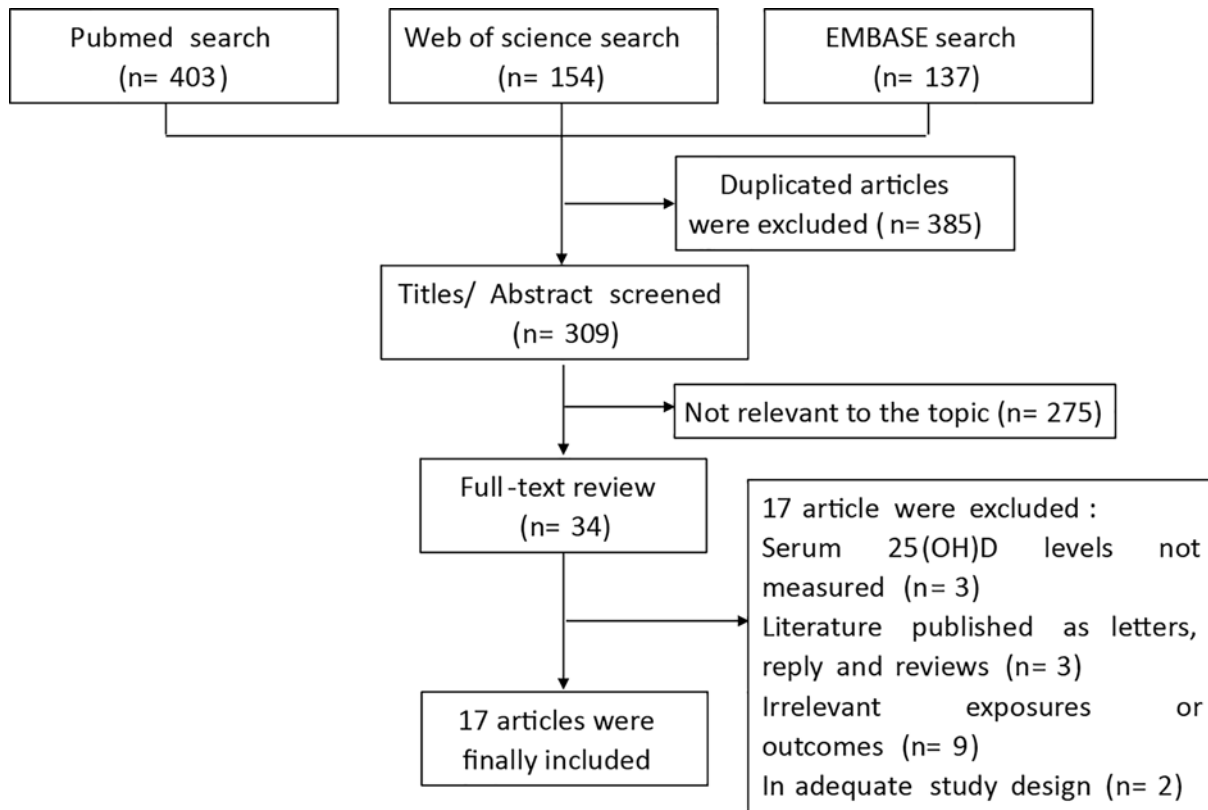 Pubmed search
(n= 403)
Web of science search
(n= 154)
EMBASE search
(n= 137)
Duplicated articles
were excluded ( n= 385)
Titles/ Abstract screened
(n= 309)
Not relevant to the topic (n= 275)
Full-text review
(n= 34)
17 article were excluded :
Serum 25(OH)D levels not
measured (n= 3)
Literature published as letters,
reply and reviews (n= 3)
Irrelevant exposures or
outcomes (n= 9)
In adequate study design (n= 2)
17 articles were
finally included